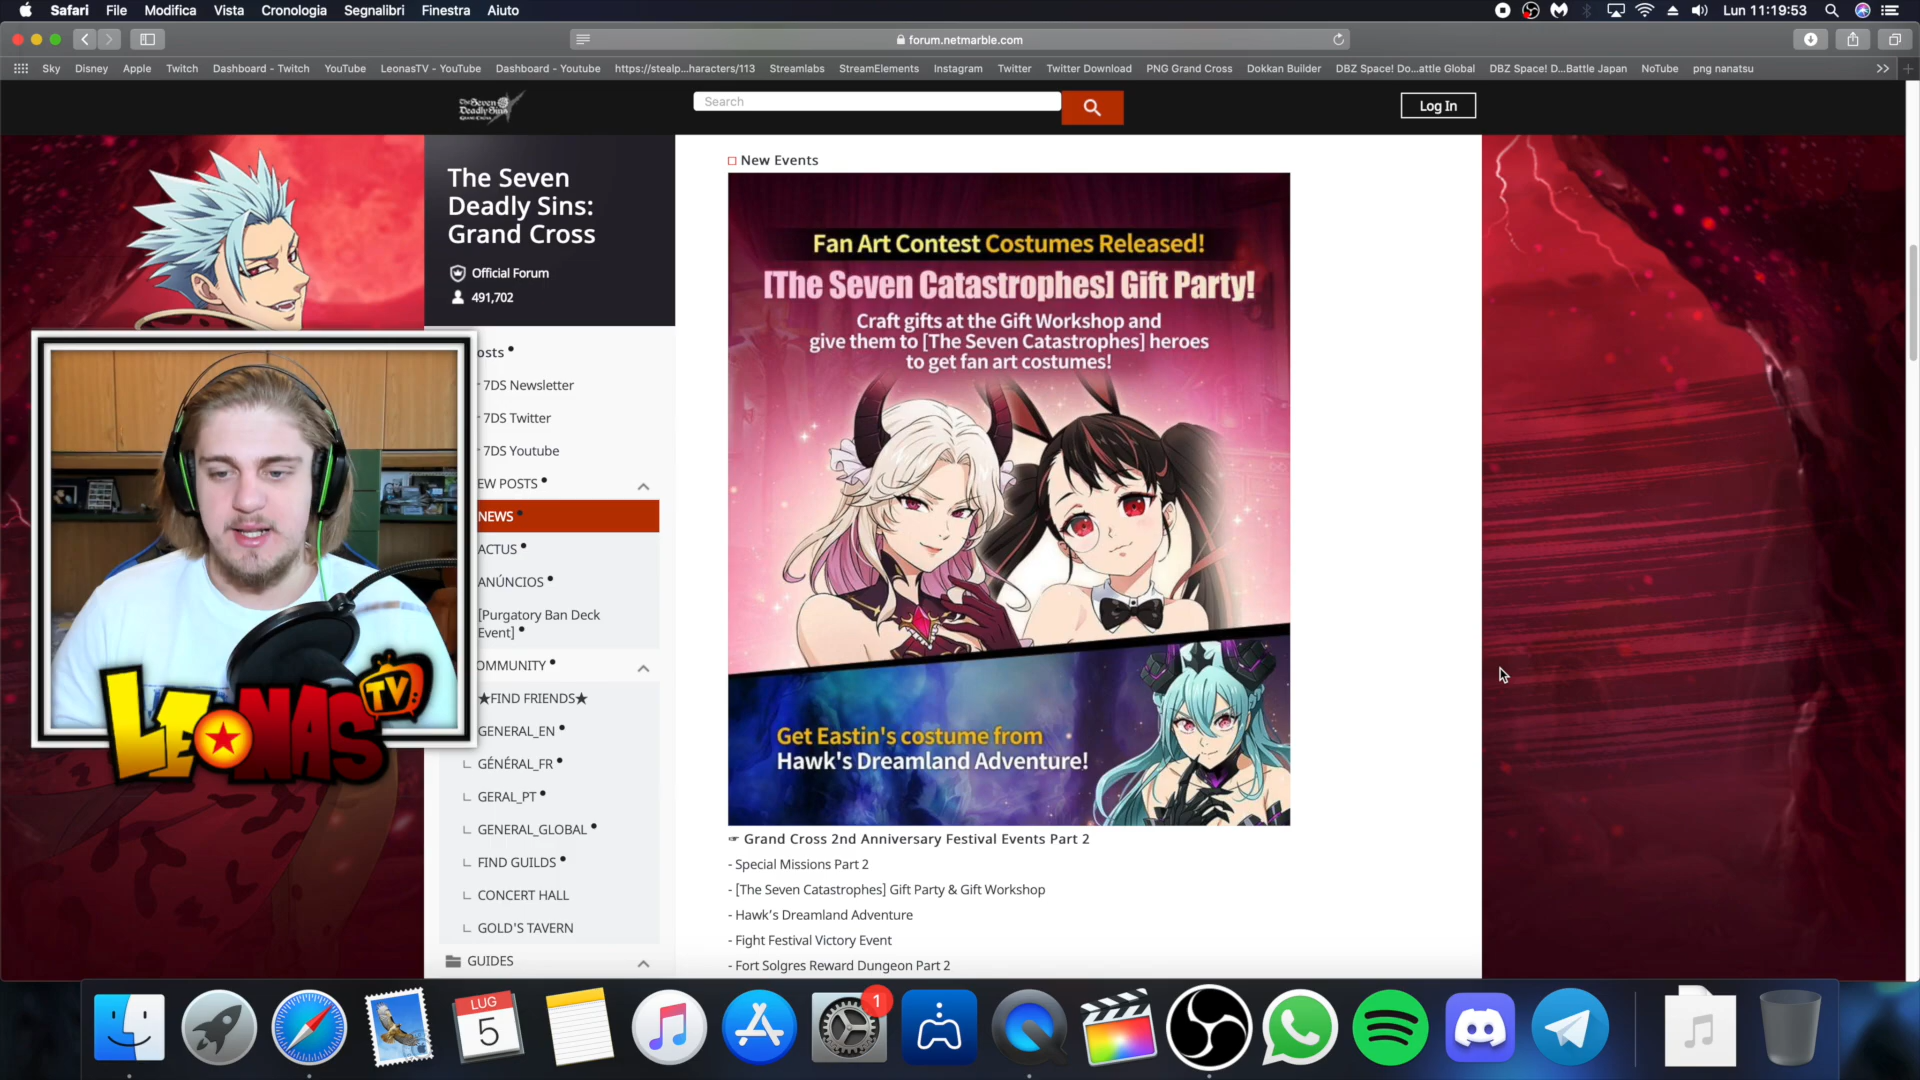 Safari File Modifica Vista Cronologia Segnalibri Finestra Aiuto
Lun 11:19:53
forum.netmarble.com
Sky Disney Apple Twitch Dashboard - Twitch YouTube LeonasTV - YouTube Dashboard - Youtube https://stealp...haracters/113 Streamlabs StreamElements Instagram Twitter Twitter Download PNG Grand Cross Dokkan Builder DBZ Space! Do...attle Global DBZ Space! D...Battle Japan NoTube png nanatsu
The Seven
Deadly Sins
GRAND CROSS
Search
Log In
The Seven
Deadly Sins:
Grand Cross
Official Forum
491,702
osts
- 7DS Newsletter
- 7DS Twitter
- 7DS Youtube
EW POSTS
NEWS
ACTUS
ANÚNCIOS
[Purgatory Ban Deck
Event]
OMMUNITY
★FIND FRIENDS★
GENERAL_EN
GÉNÉRAL_FR
GERAL_PT
GENERAL_GLOBAL
FIND GUILDS
CONCERT HALL
GOLD'S TAVERN
GUIDES
LEONAS TV
New Events
Fan Art Contest Costumes Released!
[The Seven Catastrophes] Gift Party!
Craft gifts at the Gift Workshop and
give them to [The Seven Catastrophes] heroes
to get fan art costumes!
Get Eastin's costume from
Hawk's Dreamland Adventure!
☞ Grand Cross 2nd Anniversary Festival Events Part 2
- Special Missions Part 2
- [The Seven Catastrophes] Gift Party & Gift Workshop
- Hawk's Dreamland Adventure
- Fight Festival Victory Event
- Fort Solgres Reward Dungeon Part 2
LUG
5
1